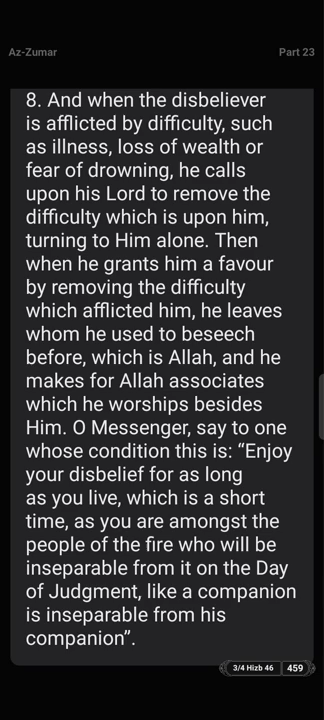 Az-Zumar Part 23
8. And when the disbeliever
is afflicted by difficulty, such
as illness, loss of wealth or
fear of drowning, he calls
upon his Lord to remove the
difficulty which is upon him,
turning to Him alone. Then
when he grants him a favour
by removing the difficulty
which afflicted him, he leaves
whom he used to beseech
before, which is Allah, and he
makes for Allah associates
which he worships besides
Him. O Messenger, say to one
whose condition this is: “Enjoy
your disbelief for as long
as you live, which is a short
time, as you are amongst the
people of the fire who will be
inseparable from it on the Day
of Judgment, like a companion
is inseparable from his
companion”.
3/4 Hizb 46 459